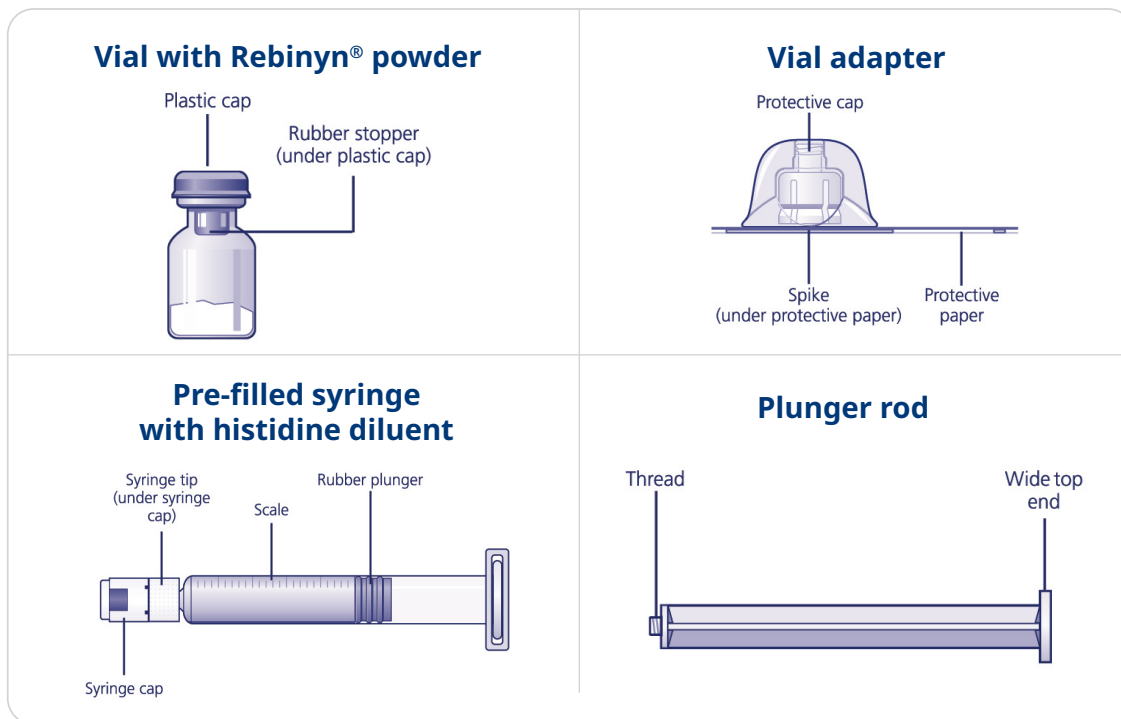 Vial with Rebinyn® powder
Plastic cap
Rubber stopper
(under plastic cap)
Vial adapter
Protective cap
Spike
(under protective paper)
Protective
paper
Pre-filled syringe
with histidine diluent
Syringe tip
(under syringe
cap)
Scale
Rubber plunger
Syringe cap
Plunger rod
Thread
Wide top
end